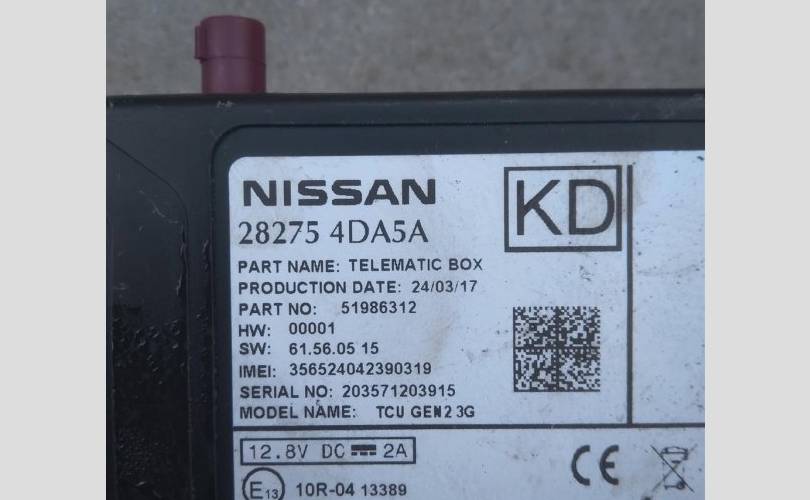 NISSAN
KD
28275 4DA5A
PART NAME: TELEMATIC BOX
PRODUCTION DATE: 24/03/17
PART NO: 51986312
HW: 00001
SW: 61.56.05 15
IMEI: 356524042390319
SERIAL NO: 203571203915
MODEL NAME: TCU GEN2 3G
12.8V DC 2A
CE
E13 10R-04 13389